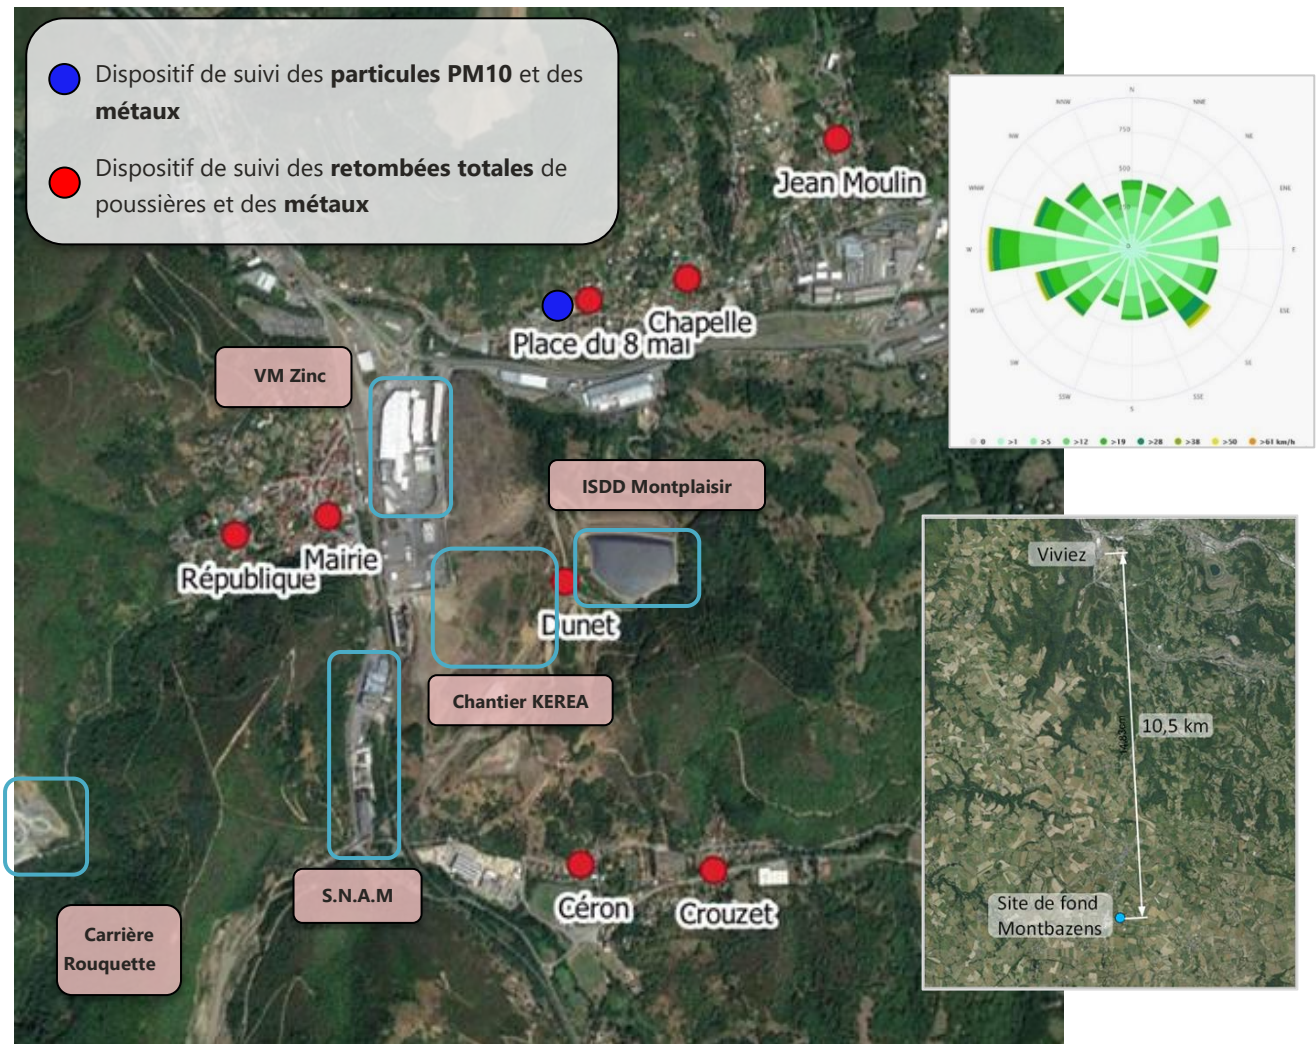 Dispositif de suivi des particules PM10 et des
métaux
Dispositif de suivi des retombées totales de
poussières et des métaux
Jean Moulin
Chapelle
Place du 8 mai
VM Zinc
ISDD Montplaisir
Mairie
République
Dunet
Chantier KEREA
S.N.A.M
Céron
Crouzet
Carrière
Rouquette
N
NNW
NNE
NW
NE
WNW
ENE
W
E
WSW
ESE
SW
SE
SSW
SSE
S
750
500
250
0
0 >1 >5 >12 >19 >28 >38 >50 >61 km/h
Viviez
10,5 km
Site de fond
Montbazens